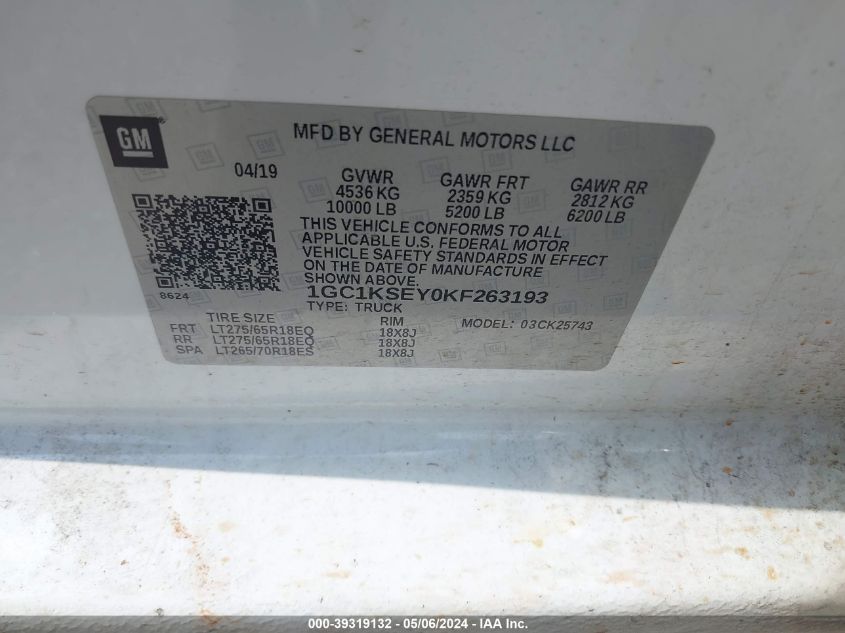 GM
MFD BY GENERAL MOTORS LLC
04/19
GVWR GAWR FRT GAWR RR
4536 KG 2359 KG 2812 KG
10000 LB 5200 LB 6200 LB
THIS VEHICLE CONFORMS TO ALL
APPLICABLE U.S. FEDERAL MOTOR
VEHICLE SAFETY STANDARDS IN EFFECT
ON THE DATE OF MANUFACTURE
SHOWN ABOVE.
8624
1GC1KSEY0KF263193
TYPE: TRUCK
MODEL: 03CK25743
TIRE SIZE RIM
FRT LT275/65R18EQ 18X8J
RR LT275/65R18EQ 18X8J
SPA LT265/70R18ES 18X8J
000-39319132 - 05/06/2024 - IAA Inc.